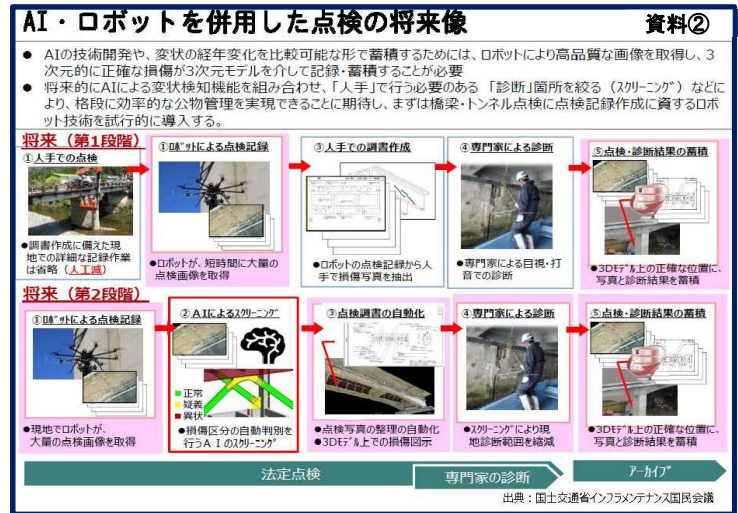 AI・ロボットを併用した点検の将来像
資料②
● AIの技術開発や、変状の経年変化を比較可能な形で蓄積するためには、ロボットにより高品質な画像を取得し、3
次元的に正確な損傷が3次元モデルを介して記録・蓄積することが必要
● 将来的にAIによる変状検知機能を組み合わせ、「人手」で行う必要のある 「診断」箇所を絞る (スクリーニング) などに
より、格段に効率的な公物管理を実現できることに期待し、まずは橋梁・トンネル点検に点検記録作成に資するロボ
ット技術を試行的に導入する。
将来(第1段階)
①人手での点検
●調書作成に備えた現
地での詳細な記録作業
は省略(人工減)
①ロボットによる点検記録
●ロボットが、短時間に大量の
点検画像を取得
③人手での調書作成
●ロボットの点検記録から人
手で損傷写真を抽出
④専門家による診断
●専門家による目視・打
音での診断
⑤点検・診断結果の蓄積
●3Dモデル上の正確な位置に、
写真と診断結果を蓄積
将来(第2段階)
①ロボットによる点検記録
●現地でロボットが、
大量の点検画像を取得
②AIによるスクリーニング
正常
疑義
異状
●損傷区分の自動判別を
行うAIのスクリーニング
③点検調書の自動化
●点検写真の整理の自動化
●3Dモデル上での損傷図示
④専門家による診断
●スクリーニングにより現
地診断範囲を縮減
⑤点検・診断結果の蓄積
●3Dモデル上の正確な位置に、
写真と診断結果を蓄積
法定点検
専門家の診断
アーカイブ
出典:国土交通省インフラメンテナンス国民会議